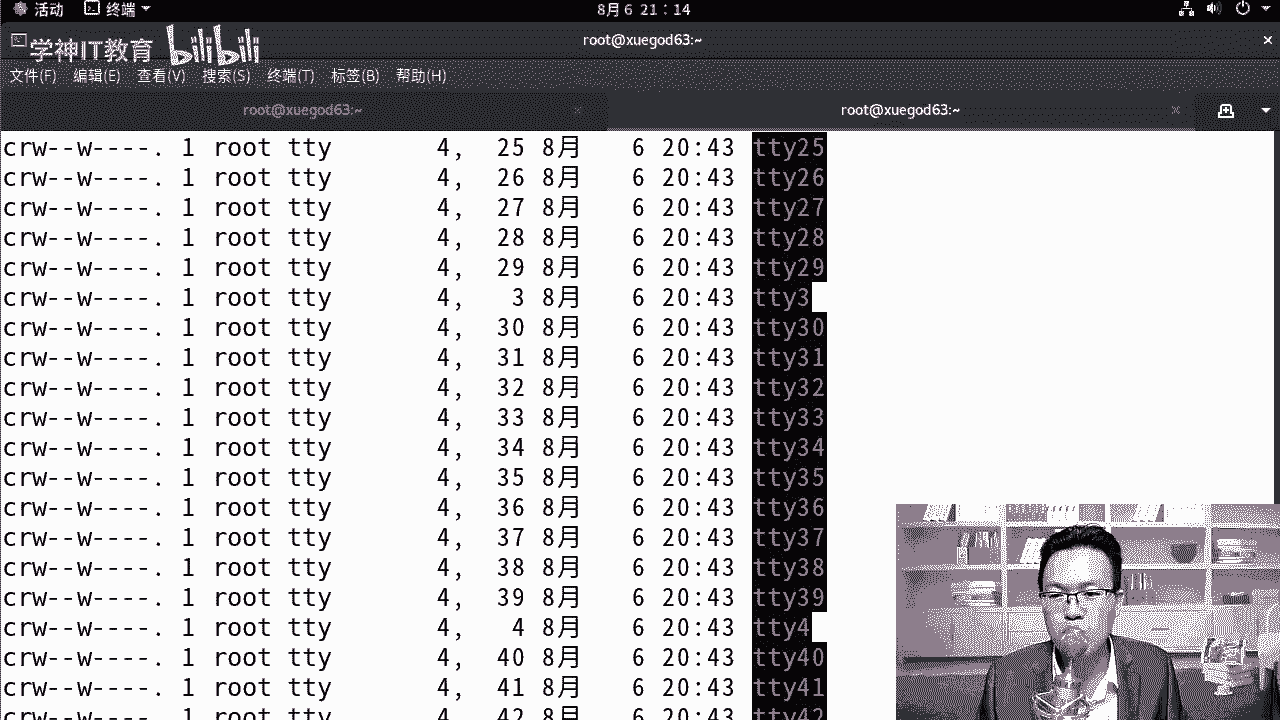 活动 终端 8月 6 21：14
root@xuegod63:~
学神IT教育 bilibili
文件(F) 编辑(E) 查看(V) 搜索(S) 终端(T) 标签(B) 帮助(H)
root@xuegod63:~ × root@xuegod63:~ ×
crw--w----. 1 root tty 4, 25 8月 6 20:43 tty25
crw--w----. 1 root tty 4, 26 8月 6 20:43 tty26
crw--w----. 1 root tty 4, 27 8月 6 20:43 tty27
crw--w----. 1 root tty 4, 28 8月 6 20:43 tty28
crw--w----. 1 root tty 4, 29 8月 6 20:43 tty29
crw--w----. 1 root tty 4, 3 8月 6 20:43 tty3
crw--w----. 1 root tty 4, 30 8月 6 20:43 tty30
crw--w----. 1 root tty 4, 31 8月 6 20:43 tty31
crw--w----. 1 root tty 4, 32 8月 6 20:43 tty32
crw--w----. 1 root tty 4, 33 8月 6 20:43 tty33
crw--w----. 1 root tty 4, 34 8月 6 20:43 tty34
crw--w----. 1 root tty 4, 35 8月 6 20:43 tty35
crw--w----. 1 root tty 4, 36 8月 6 20:43 tty36
crw--w----. 1 root tty 4, 37 8月 6 20:43 tty37
crw--w----. 1 root tty 4, 38 8月 6 20:43 tty38
crw--w----. 1 root tty 4, 39 8月 6 20:43 tty39
crw--w----. 1 root tty 4, 4 8月 6 20:43 tty4
crw--w----. 1 root tty 4, 40 8月 6 20:43 tty40
crw--w----. 1 root tty 4, 41 8月 6 20:43 tty41
crw--w----. 1 root tty 4, 42 8月 6 20:43 tty42